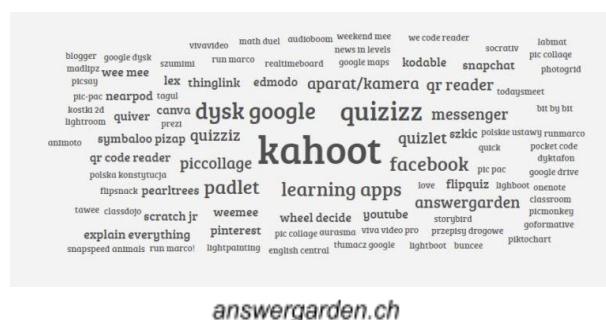 vivavideo math duel audioboom weekend mee we code reader
news in levels socrativ labmat
blogger google dysk szumimi run marco realtimeboard google maps kodable snapchat pic collage
madlipz wee mee photogrid
picsay lex thinglink edmodo aparat/kamera qr reader todaysmeet
pic-pac nearpod tagul
kostki 2d quiver canva dysk google quizizz messenger bit by bit
lightroom prezi
animoto symbaloo pizap quizziz kahoot quizlet szkic polskie ustawy runmarco
quick pocket code
qr code reader piccollage facebook pic pac dyktafon
polska konstytucja google drive
flipsnack pearltrees padlet learning apps love flipquiz lighboot onenote
answergarden classroom
tawee classdojo scratch jr weemee wheel decide youtube storybird picmonkey
goformative
explain everything pinterest pic collage aurasma viva video pro przepisy drogowe
piktochart
snapspeed animals run marco! lightpainting english central tłumacz google lightboot buncee
answergarden.ch